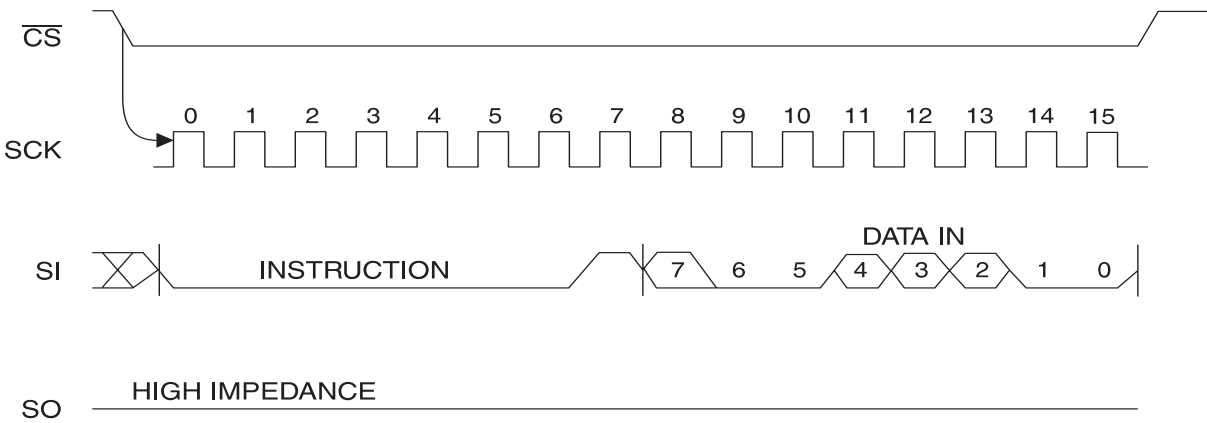 CS
0 1 2 3 4 5 6 7 8 9 10 11 12 13 14 15
SCK
DATA IN
SI INSTRUCTION 7 6 5 4 3 2 1 0
HIGH IMPEDANCE
SO